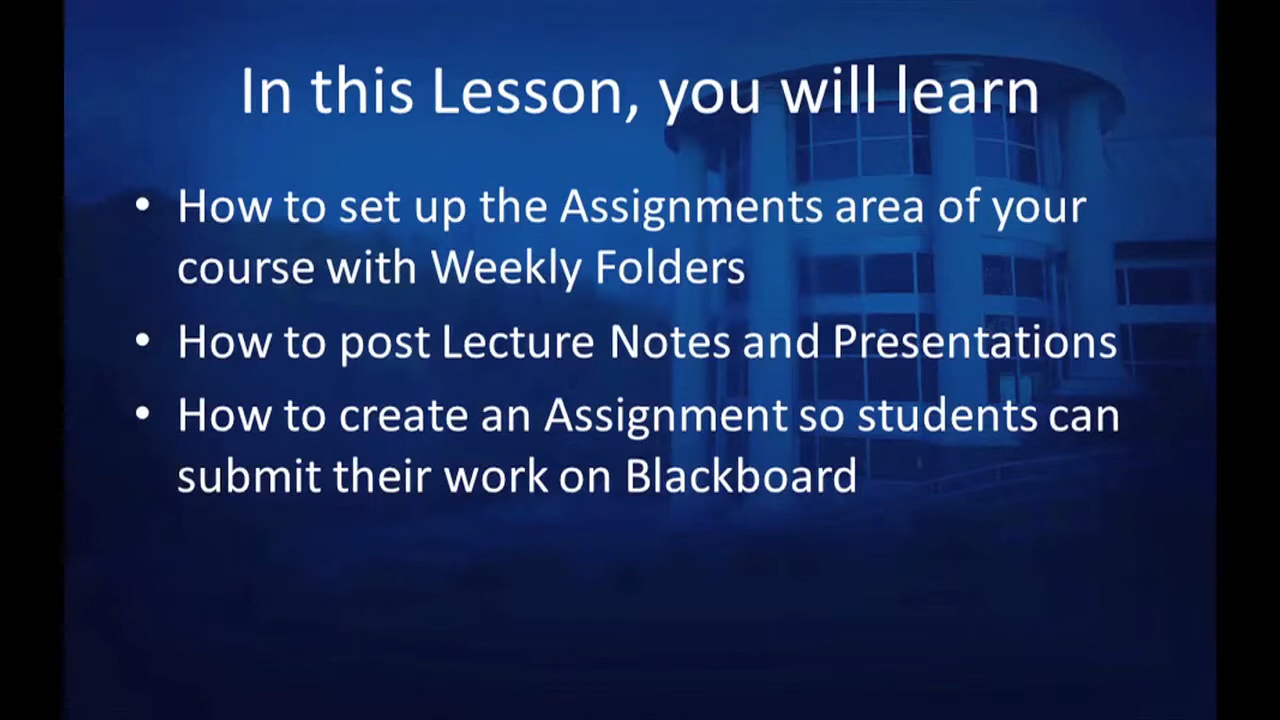 In this Lesson, you will learn
• How to set up the Assignments area of your
course with Weekly Folders
• How to post Lecture Notes and Presentations
• How to create an Assignment so students can
submit their work on Blackboard